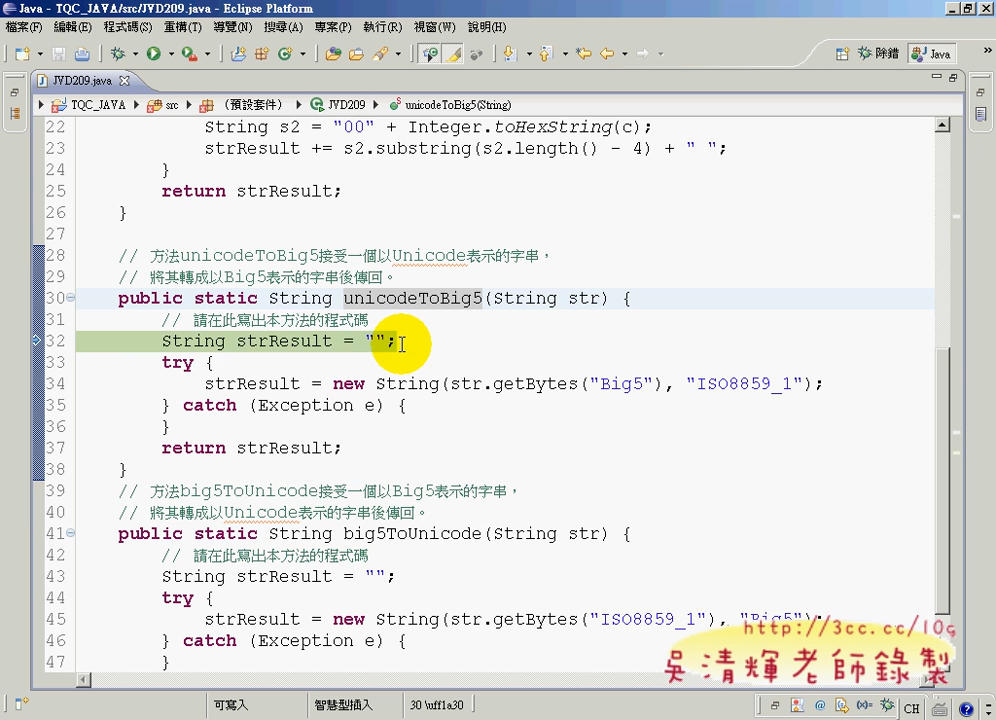 Java - TQC_JAVA/src/JVD209.java - Eclipse Platform
檔案(F) 編輯(E) 程式碼(S) 重構(T) 導覽(N) 搜尋(A) 專案(P) 執行(R) 視窗(W) 說明(H)
除錯 Java
JVD209.java
TQC_JAVA src (預設套件) JVD209 unicodeToBig5(String)
22 String s2 = "00" + Integer.toHexString(c);
23 strResult += s2.substring(s2.length() - 4) + " ";
24 }
25 return strResult;
26 }
27
28 // 方法unicodeToBig5接受一個以Unicode表示的字串，
29 // 將其轉成以Big5表示的字串後傳回。
30 public static String unicodeToBig5(String str) {
31 // 請在此寫出本方法的程式碼
32 String strResult = "";
33 try {
34 strResult = new String(str.getBytes("Big5"), "ISO8859_1");
35 } catch (Exception e) {
36 }
37 return strResult;
38 }
39 // 方法big5ToUnicode接受一個以Big5表示的字串，
40 // 將其轉成以Unicode表示的字串後傳回。
41 public static String big5ToUnicode(String str) {
42 // 請在此寫出本方法的程式碼
43 String strResult = "";
44 try {
45 strResult = new String(str.getBytes("ISO8859_1"), "Big5");
46 } catch (Exception e) {
47 }
http://3cc.cc/10g
吳清輝老師錄製
可寫入 智慧型插入 30 \uff1a30 CH